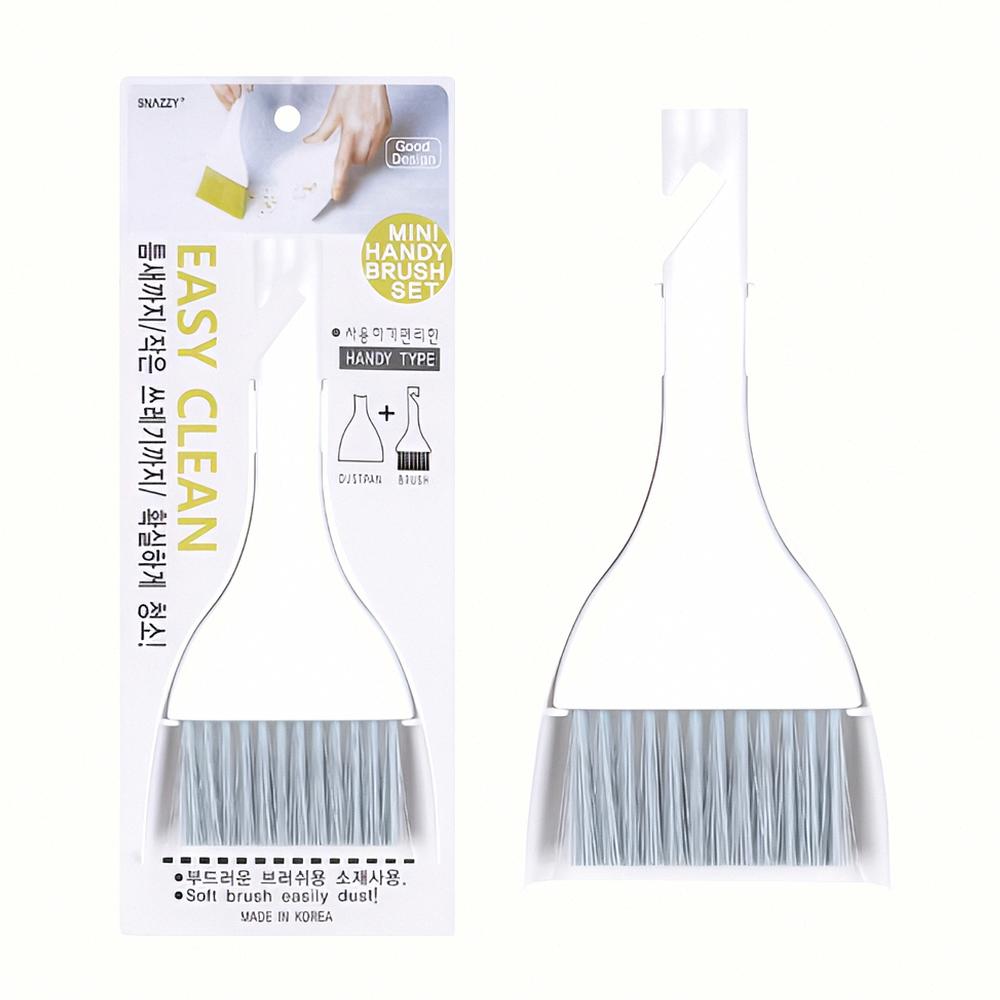 SNAZZY
Good
Design
MINI
HANDY
BRUSH
SET
EASY CLEAN
틈새까지/작은 쓰레기까지/ 확실하게 청소!
사용하기편리한
HANDY TYPE
+
DUSTPAN
BRUSH
•부드러운 브러쉬용 소재사용.
•Soft brush easily dust!
MADE IN KOREA